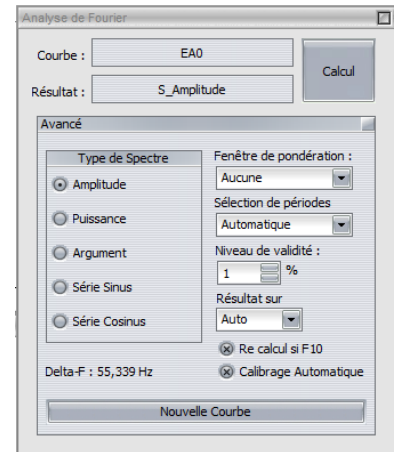 Analyse de Fourier
Courbe : EA0
Calcul
Résultat : S_Amplitude
Avancé
Type de Spectre
Amplitude
Puissance
Argument
Série Sinus
Série Cosinus
Fenêtre de pondération :
Aucune
Sélection de périodes
Automatique
Niveau de validité :
1 %
Résultat sur
Auto
Re calcul si F10
Calibrage Automatique
Delta-F : 55,339 Hz
Nouvelle Courbe